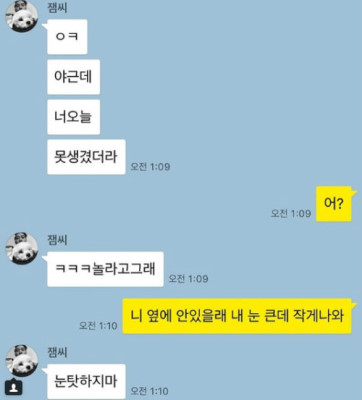 잼씨
ㅇㅋ
야근데
너오늘
못생겼더라
오전 1:09
어?
오전 1:09
잼씨
ㅋㅋㅋ놀라고그래
오전 1:09
니 옆에 안있을래 내 눈 큰데 작게나와
오전 1:10
잼씨
눈탓하지마
오전 1:10